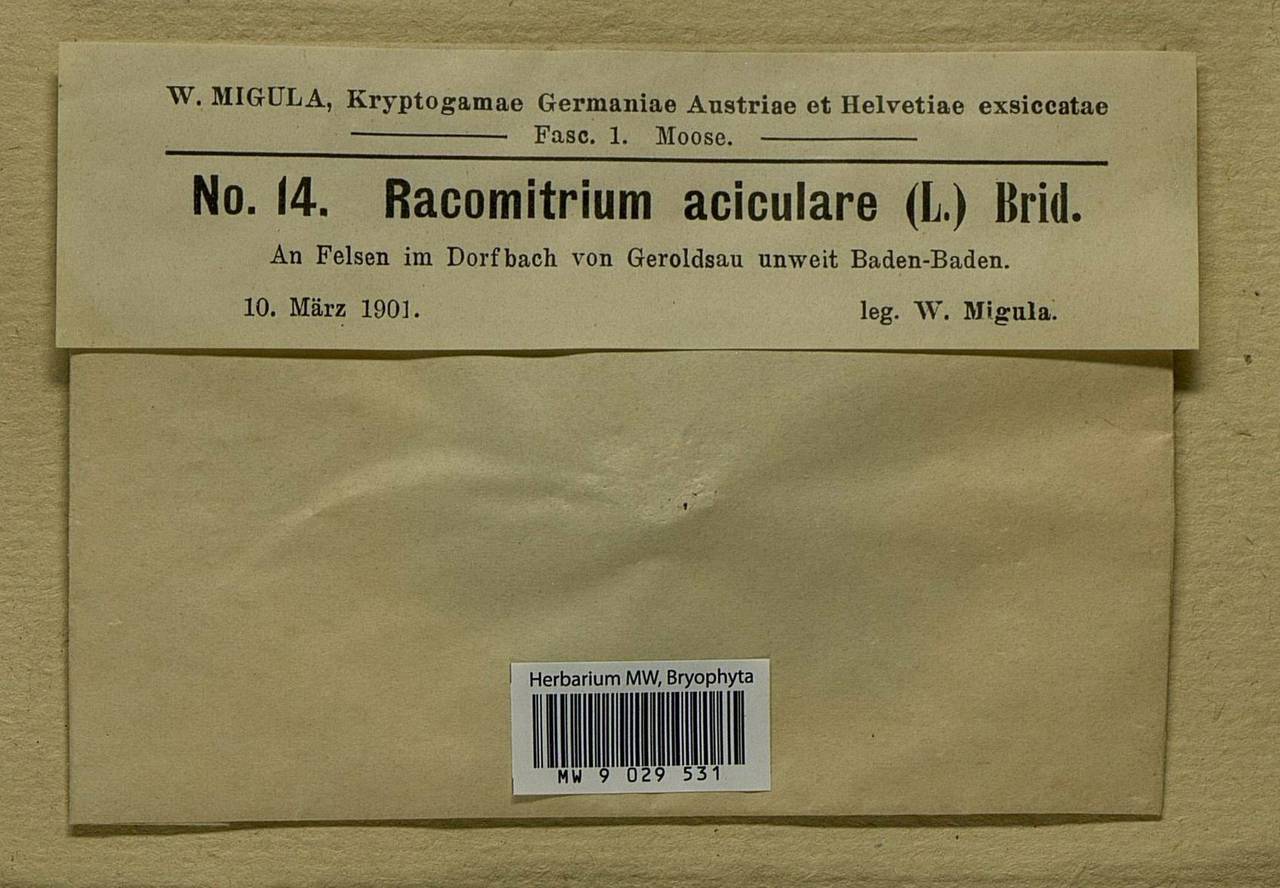 W. MIGULA, Kryptogamae Germaniae Austriae et Helvetiae exsiccatae
Fasc. 1. Moose.
No. 14. Racomitrium aciculare (L.) Brid.
An Felsen im Dorfbach von Geroldsau unweit Baden-Baden.
10. März 1901. leg. W. Migula.
Herbarium MW, Bryophyta
MW 9 029 531